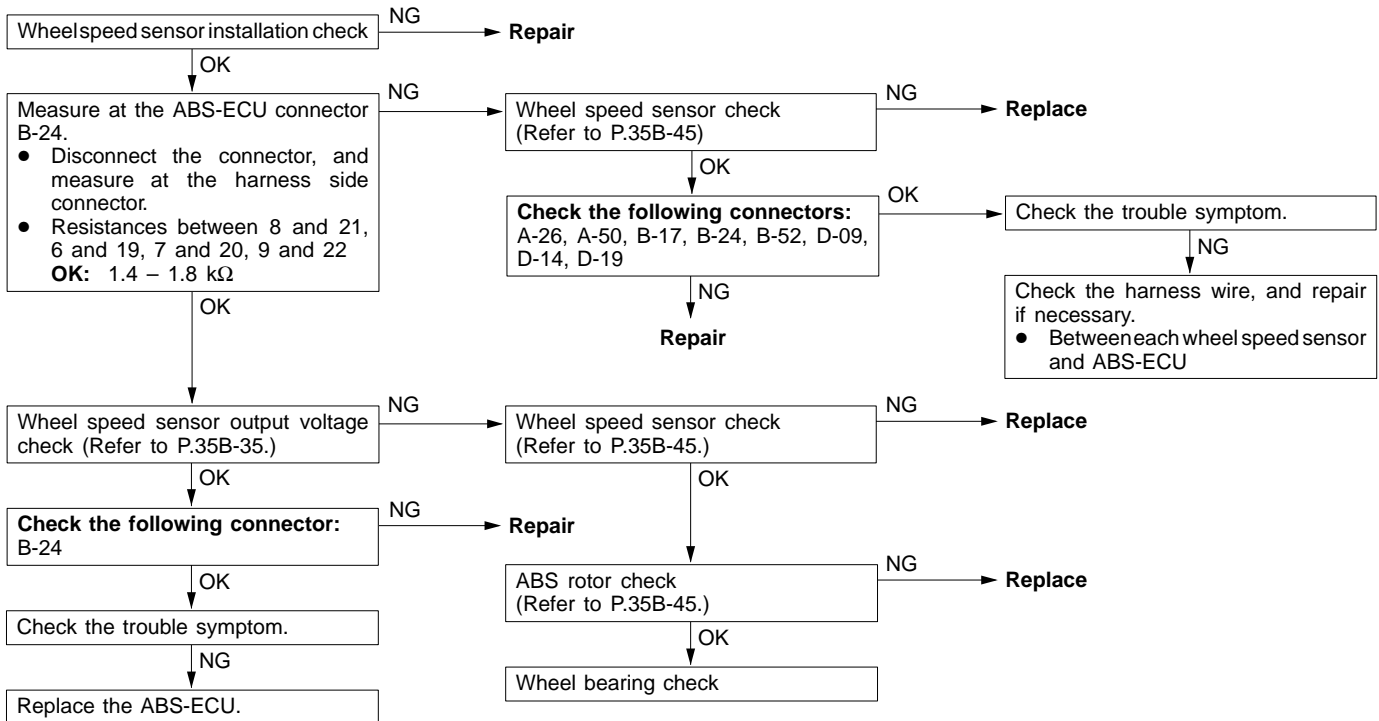 Wheel speed sensor installation check
NG
Repair
OK
Measure at the ABS-ECU connector
B-24.
● Disconnect the connector, and
measure at the harness side
connector.
● Resistances between 8 and 21,
6 and 19, 7 and 20, 9 and 22
OK: 1.4 – 1.8 kΩ
NG
Wheel speed sensor check
(Refer to P.35B-45)
NG
Replace
OK
Check the following connectors:
A-26, A-50, B-17, B-24, B-52, D-09,
D-14, D-19
OK
Check the trouble symptom.
NG
Check the harness wire, and repair
if necessary.
● Between each wheel speed sensor
and ABS-ECU
NG
Repair
OK
Wheel speed sensor output voltage
check (Refer to P.35B-35.)
NG
Wheel speed sensor check
(Refer to P.35B-45.)
NG
Replace
OK
OK
Check the following connector:
B-24
NG
Repair
OK
ABS rotor check
(Refer to P.35B-45.)
NG
Replace
OK
Wheel bearing check
Check the trouble symptom.
NG
Replace the ABS-ECU.